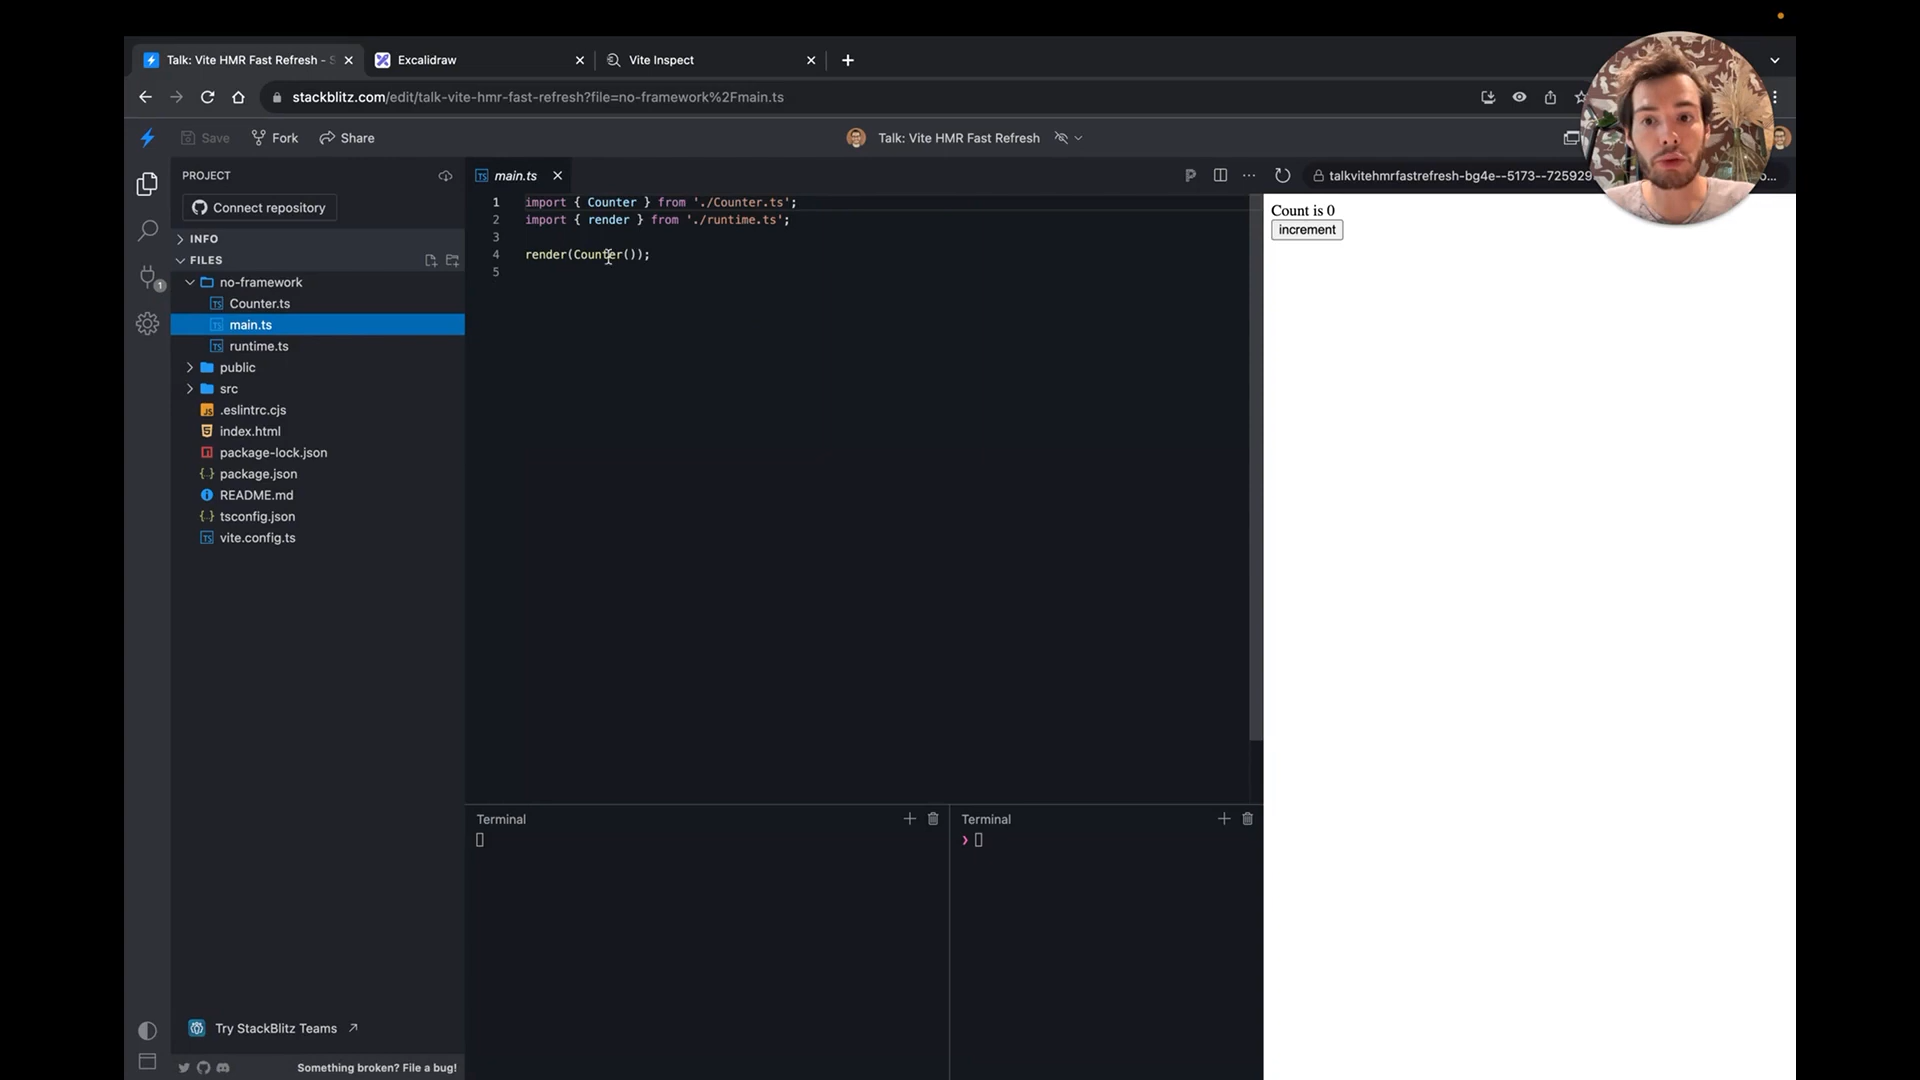 Talk: Vite HMR Fast Refresh - S
Excalidraw
Vite Inspect
stackblitz.com/edit/talk-vite-hmr-fast-refresh?file=no-framework%2Fmain.ts
Save
Fork
Share
Talk: Vite HMR Fast Refresh
PROJECT
Connect repository
INFO
FILES
no-framework
Counter.ts
main.ts
runtime.ts
public
src
.eslintrc.cjs
index.html
package-lock.json
package.json
README.md
tsconfig.json
vite.config.ts
Try StackBlitz Teams
Something broken? File a bug!
1
main.ts
1 import { Counter } from './Counter.ts';
2 import { render } from './runtime.ts';
3
4 render(Counter());
5
Terminal
Terminal
talkvitehmrfastrefresh-bg4e--5173--725929
o...
Count is 0
increment